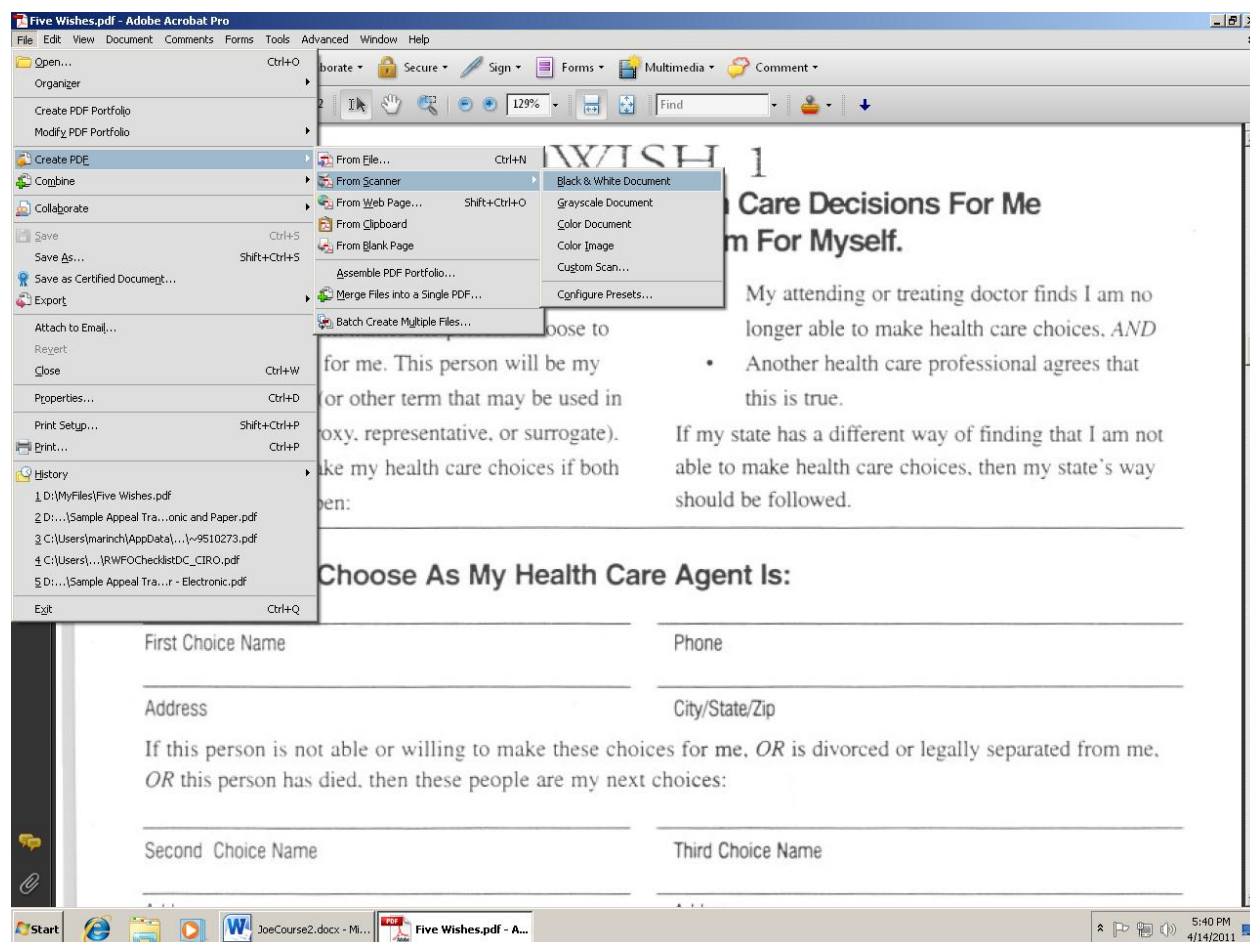 Five Wishes.pdf - Adobe Acrobat Pro
File Edit View Document Comments Forms Tools Advanced Window Help
borate Secure Sign Forms Multimedia Comment
129% Find
Open... Ctrl+O
Organizer
Create PDF Portfolio
Modify PDF Portfolio
Create PDF
Combine
Collaborate
Save Ctrl+S
Save As... Shift+Ctrl+S
Save as Certified Document...
Export
Attach to Email...
Revert
Close Ctrl+W
Properties... Ctrl+D
Print Setup... Shift+Ctrl+P
Print... Ctrl+P
History
1 D:\MyFiles\Five Wishes.pdf
2 D:...\Sample Appeal Tra...onic and Paper.pdf
3 C:\Users\marinch\AppData\...\~9510273.pdf
4 C:\Users\...\RWFOChecklistDC_CIRO.pdf
5 D:...\Sample Appeal Tra...r - Electronic.pdf
Exit Ctrl+Q
From File... Ctrl+N
From Scanner
From Web Page... Shift+Ctrl+O
From Clipboard
From Blank Page
Assemble PDF Portfolio...
Merge Files into a Single PDF...
Batch Create Multiple Files...
Black & White Document
Grayscale Document
Color Document
Color Image
Custom Scan...
Configure Presets...
WISH 1
Care Decisions For Me
m For Myself.
oose to
for me. This person will be my
(or other term that may be used in
oxy, representative, or surrogate).
ke my health care choices if both
pen:
My attending or treating doctor finds I am no
longer able to make health care choices, AND
• Another health care professional agrees that
this is true.
If my state has a different way of finding that I am not
able to make health care choices, then my state's way
should be followed.
Choose As My Health Care Agent Is:
First Choice Name Phone
Address City/State/Zip
If this person is not able or willing to make these choices for me, OR is divorced or legally separated from me,
OR this person has died, then these people are my next choices:
Second Choice Name Third Choice Name
Start JoeCourse2.docx - Mi... Five Wishes.pdf - A... 5:40 PM
4/14/2011